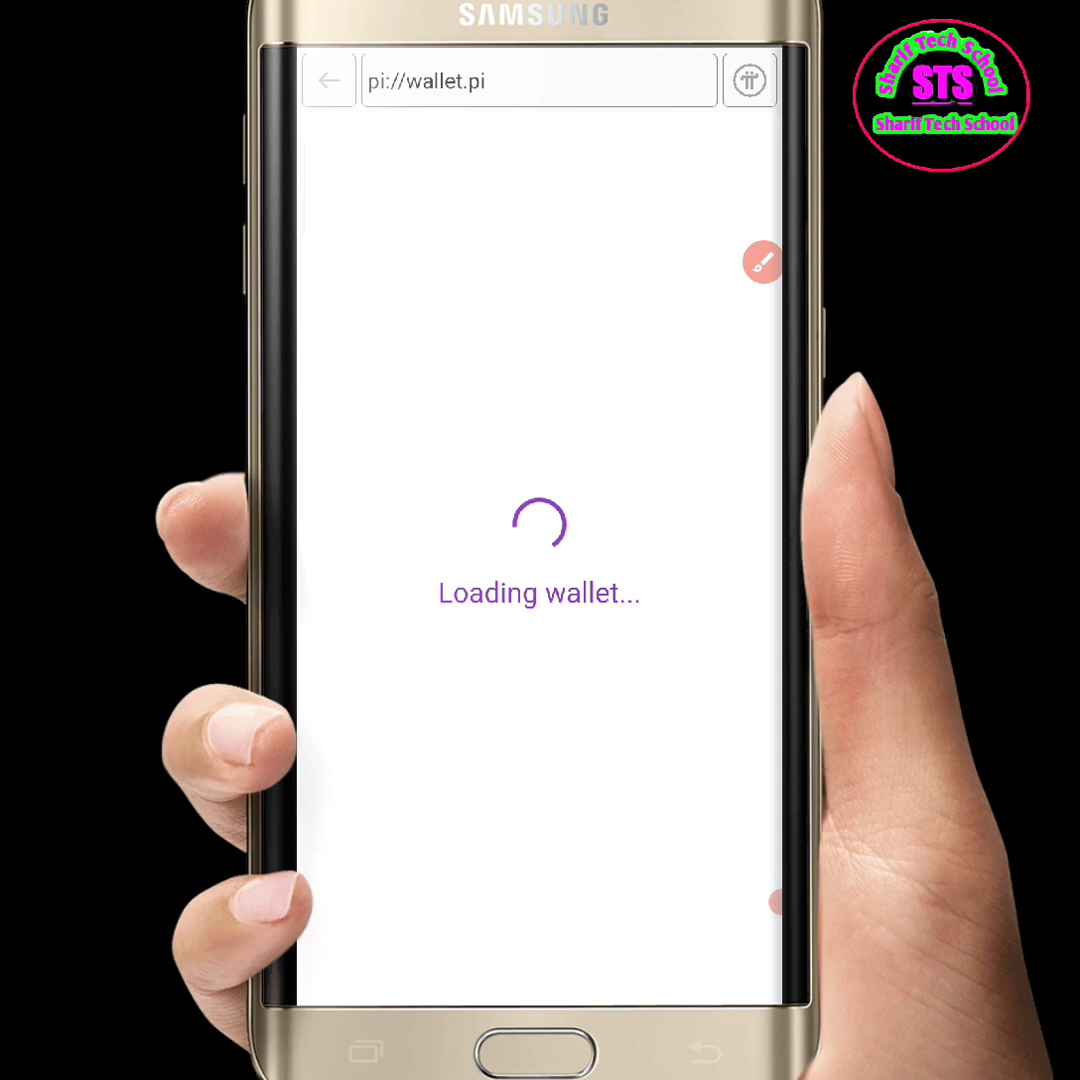 SAMSUNG
pi://wallet.pi
Sharif Tech School
STS
Sharif Tech School
Loading wallet...